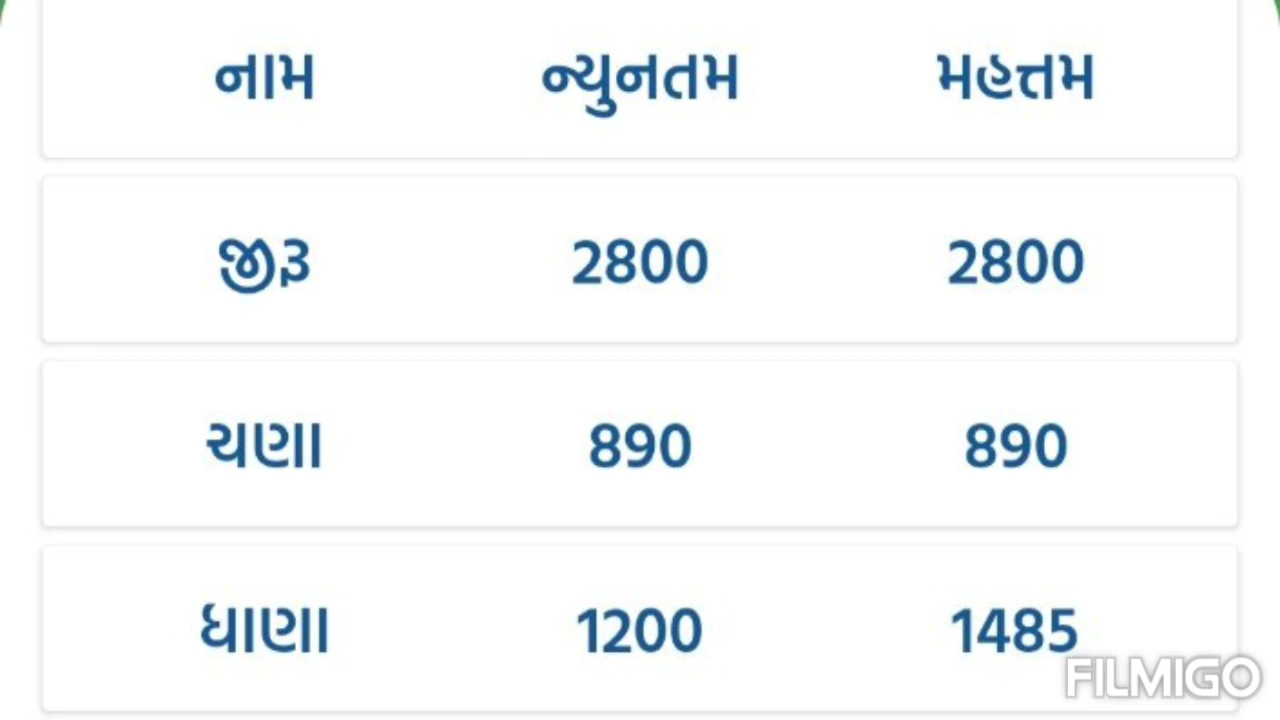 નામ ન્યુનતમ મહત્તમ
જીરૂ 2800 2800
ચણા 890 890
ધાણા 1200 1485
FILMIGO